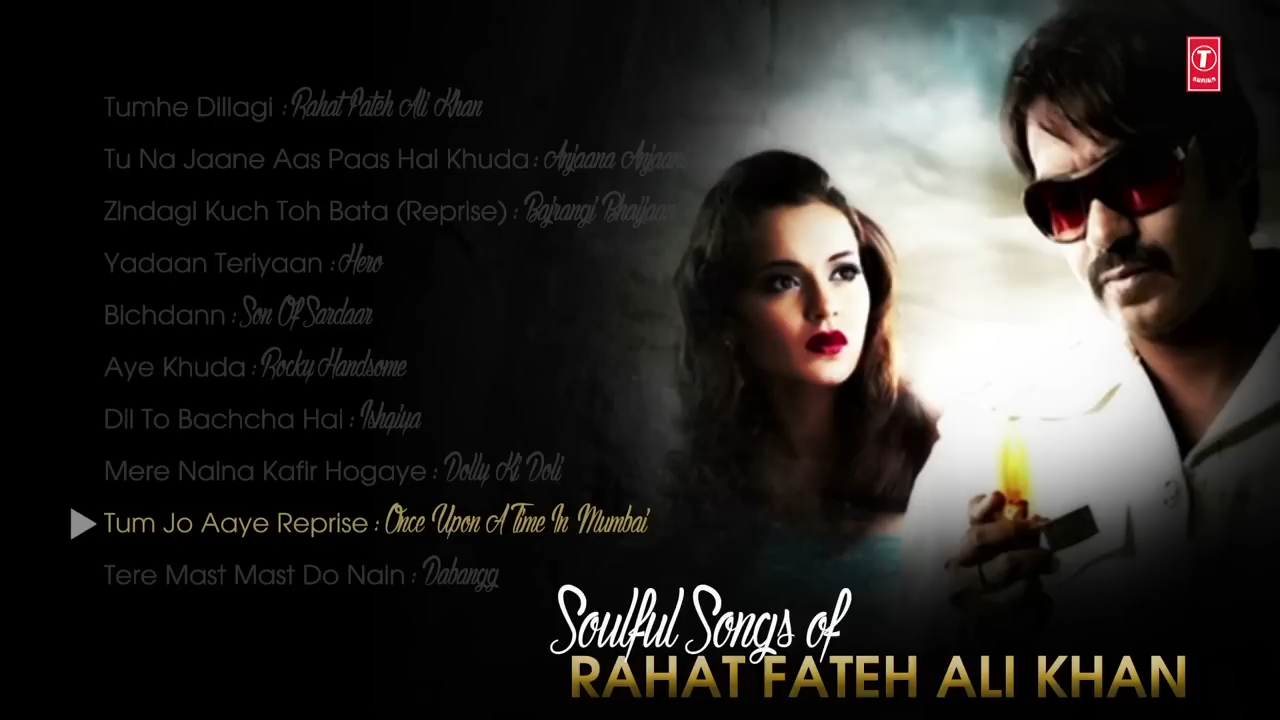 Tumhe Dillagi : Rahat Fateh Ali Khan
Tu Na Jaane Aas Paas Hai Khuda : Anjaana Anjaani
Zindagi Kuch Toh Bata (Reprise) : Bajrangi Bhaijaan
Yadaan Teriyaan : Hero
Bichdann : Son Of Sardaar
Aye Khuda : Rocky Handsome
Dil To Bachcha Hai : Ishqiya
Mere Naina Kafir Hogaye : Dolly Ki Doli
Tum Jo Aaye Reprise : Once Upon A Time In Mumbai
Tere Mast Mast Do Nain : Dabangg
Soulful Songs of
RAHAT FATEH ALI KHAN
T
SERIES